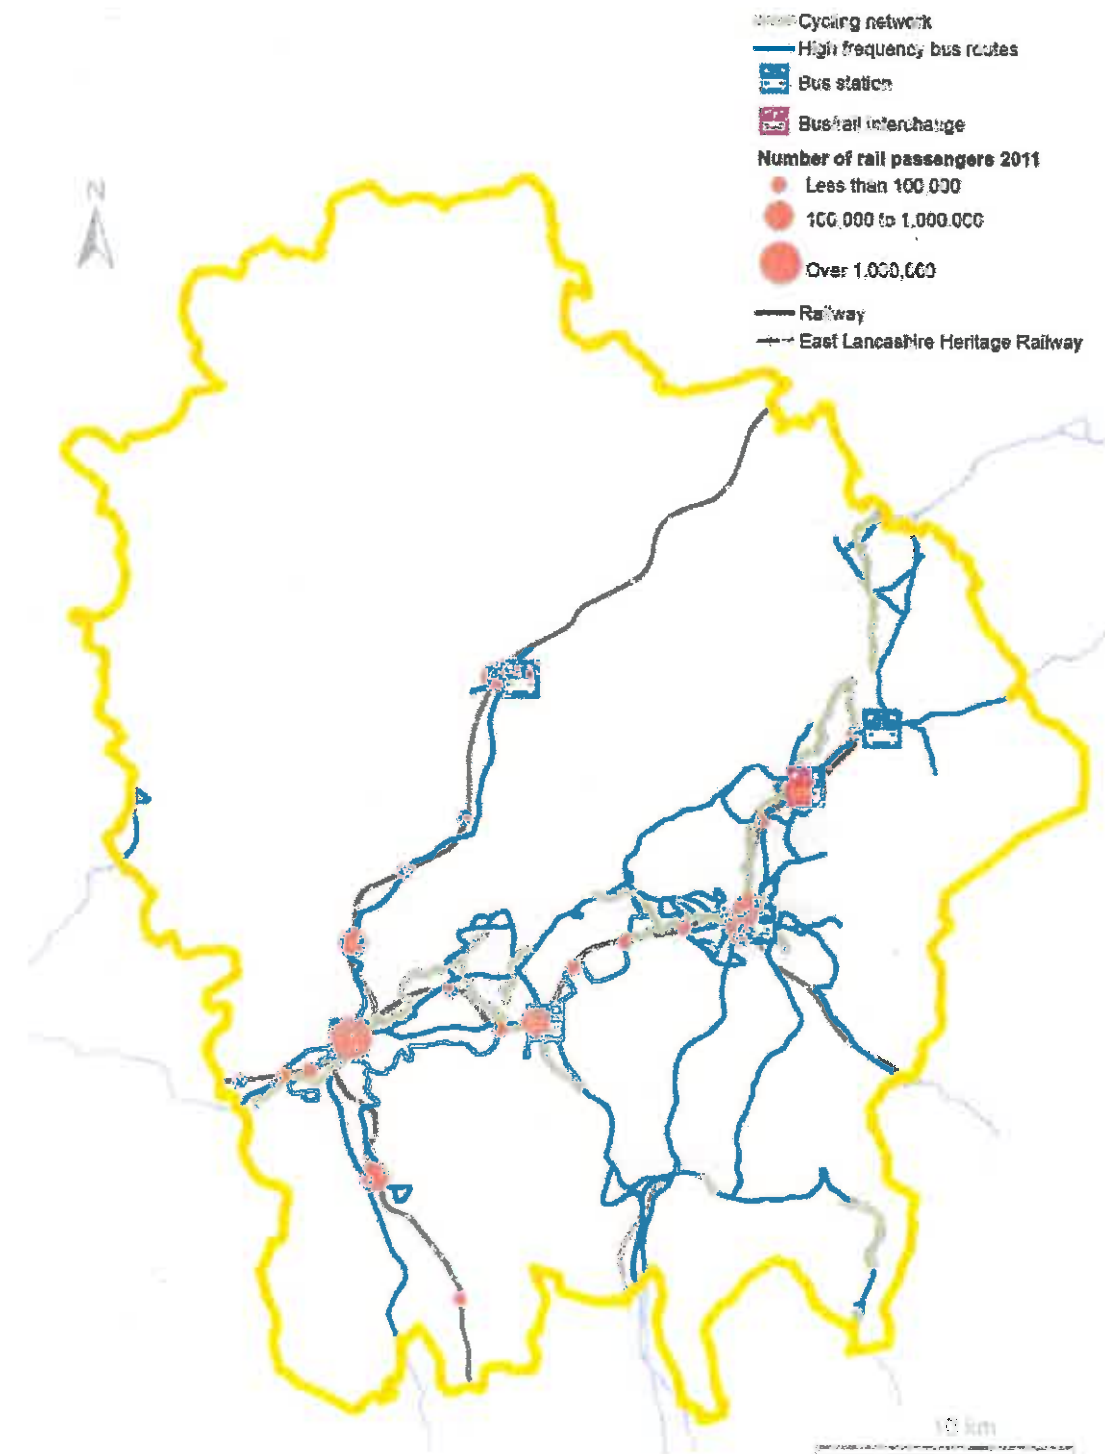 Cycling network
High frequency bus routes
Bus station
Bus/rail interchange
Number of rail passengers 2011
Less than 100,000
100,000 to 1,000,000
Over 1,000,000
Railway
East Lancashire Heritage Railway
N
10 km